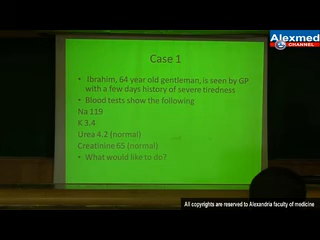 Alexmed
CHANNEL
Case 1
• Ibrahim, 64 year old gentleman, is seen by GP
with a few days history of severe tiredness
• Blood tests show the following
Na 119
K 3.4
Urea 4.2 (normal)
Creatinine 65 (normal)
• What would like to do?
All copyrights are reserved to Alexandria faculty of medicine